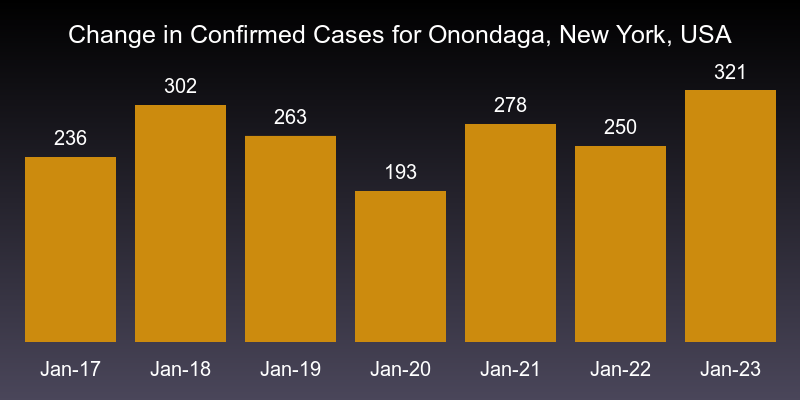 Change in Confirmed Cases for Onondaga, New York, USA
236
302
263
193
278
250
321
Jan-17
Jan-18
Jan-19
Jan-20
Jan-21
Jan-22
Jan-23